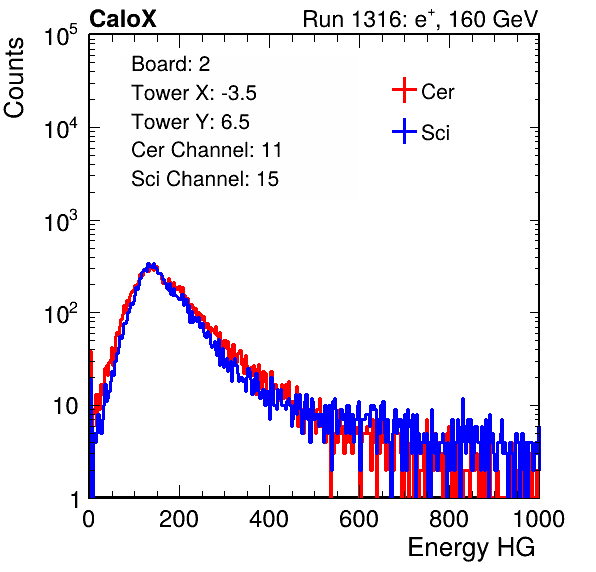 CaloX Run 1316: e⁺, 160 GeV
Counts
10⁵
10⁴
10³
10²
10
1
Board: 2
Tower X: -3.5
Tower Y: 6.5
Cer Channel: 11
Sci Channel: 15
Cer
Sci
0 200 400 600 800 1000
Energy HG